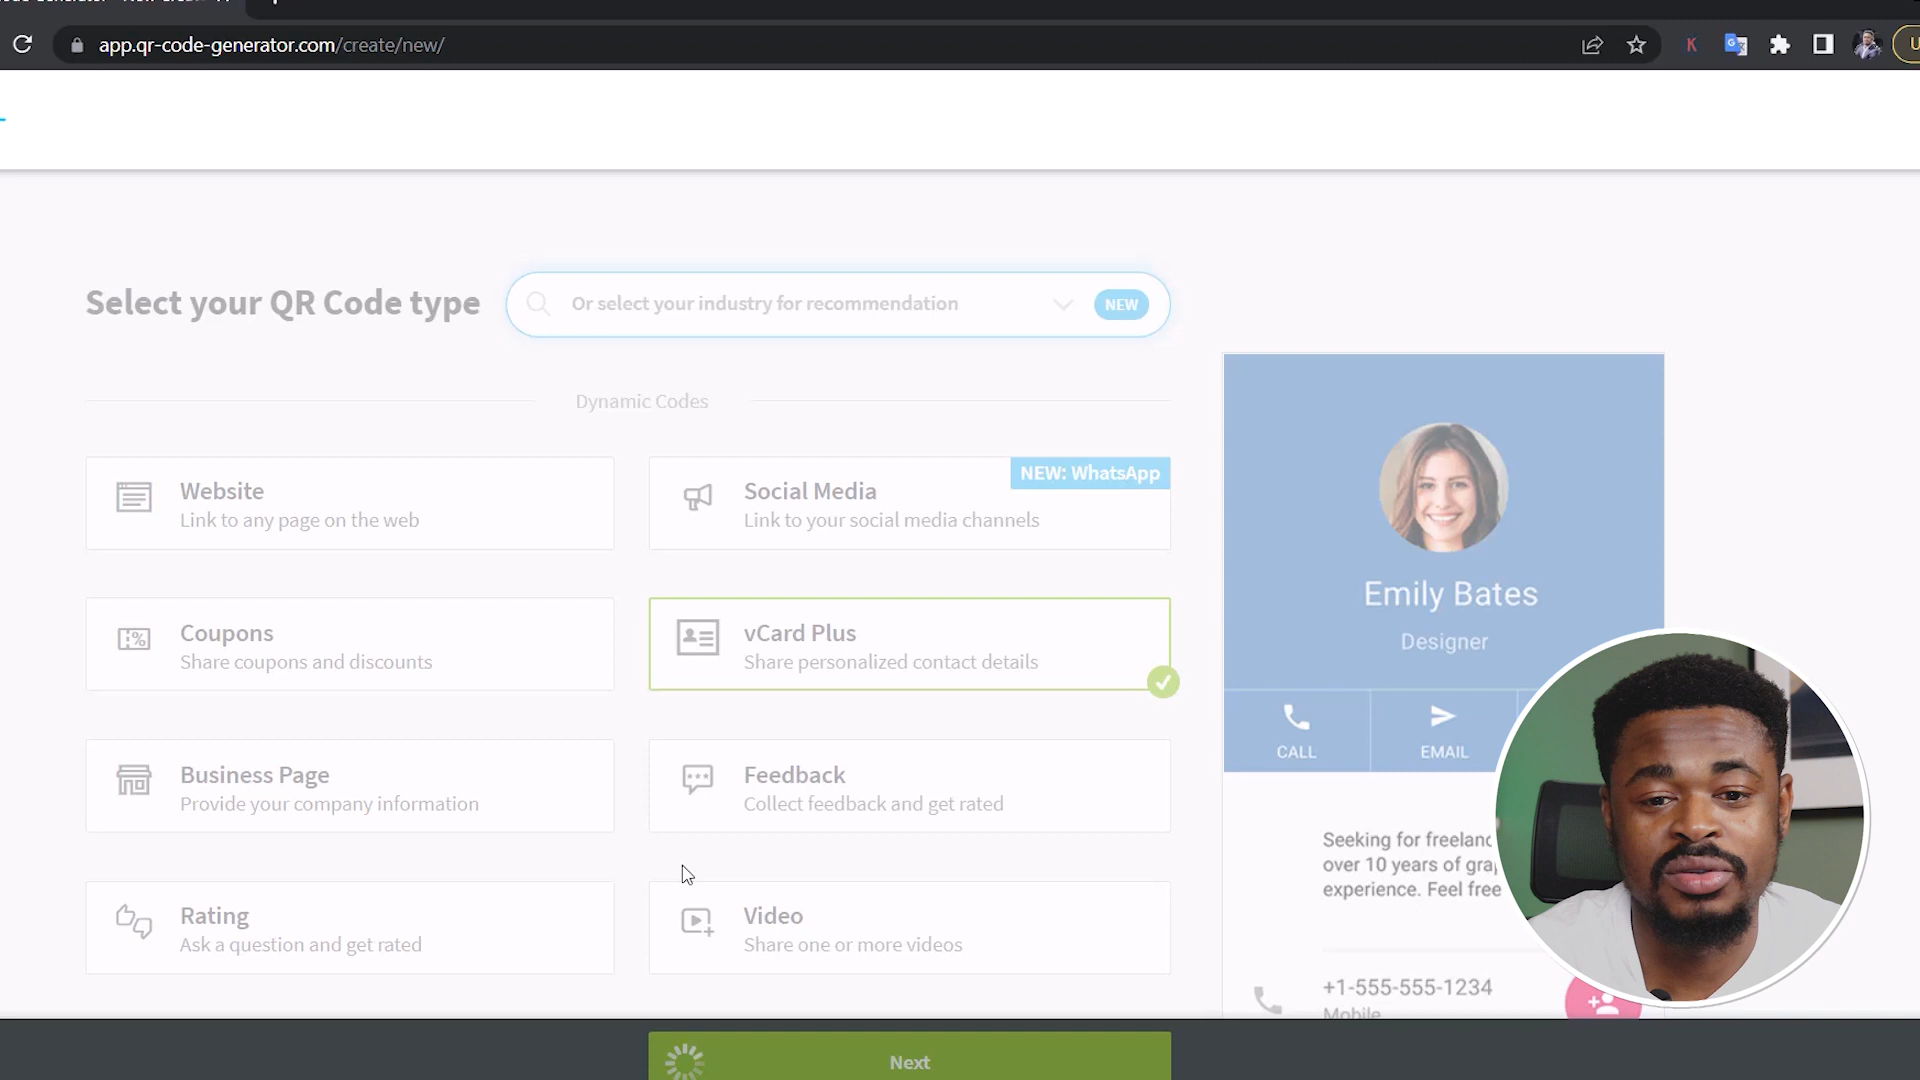 app.qr-code-generator.com/create/new/
K
G
Select your QR Code type
Or select your industry for recommendation
NEW
Dynamic Codes
Website
Link to any page on the web
Social Media
Link to your social media channels
NEW: WhatsApp
Coupons
Share coupons and discounts
vCard Plus
Share personalized contact details
Business Page
Provide your company information
Feedback
Collect feedback and get rated
Rating
Ask a question and get rated
Video
Share one or more videos
Emily Bates
Designer
CALL
EMAIL
Seeking for freelanc
over 10 years of gra
experience. Feel free
+1-555-555-1234
Mobile
Next